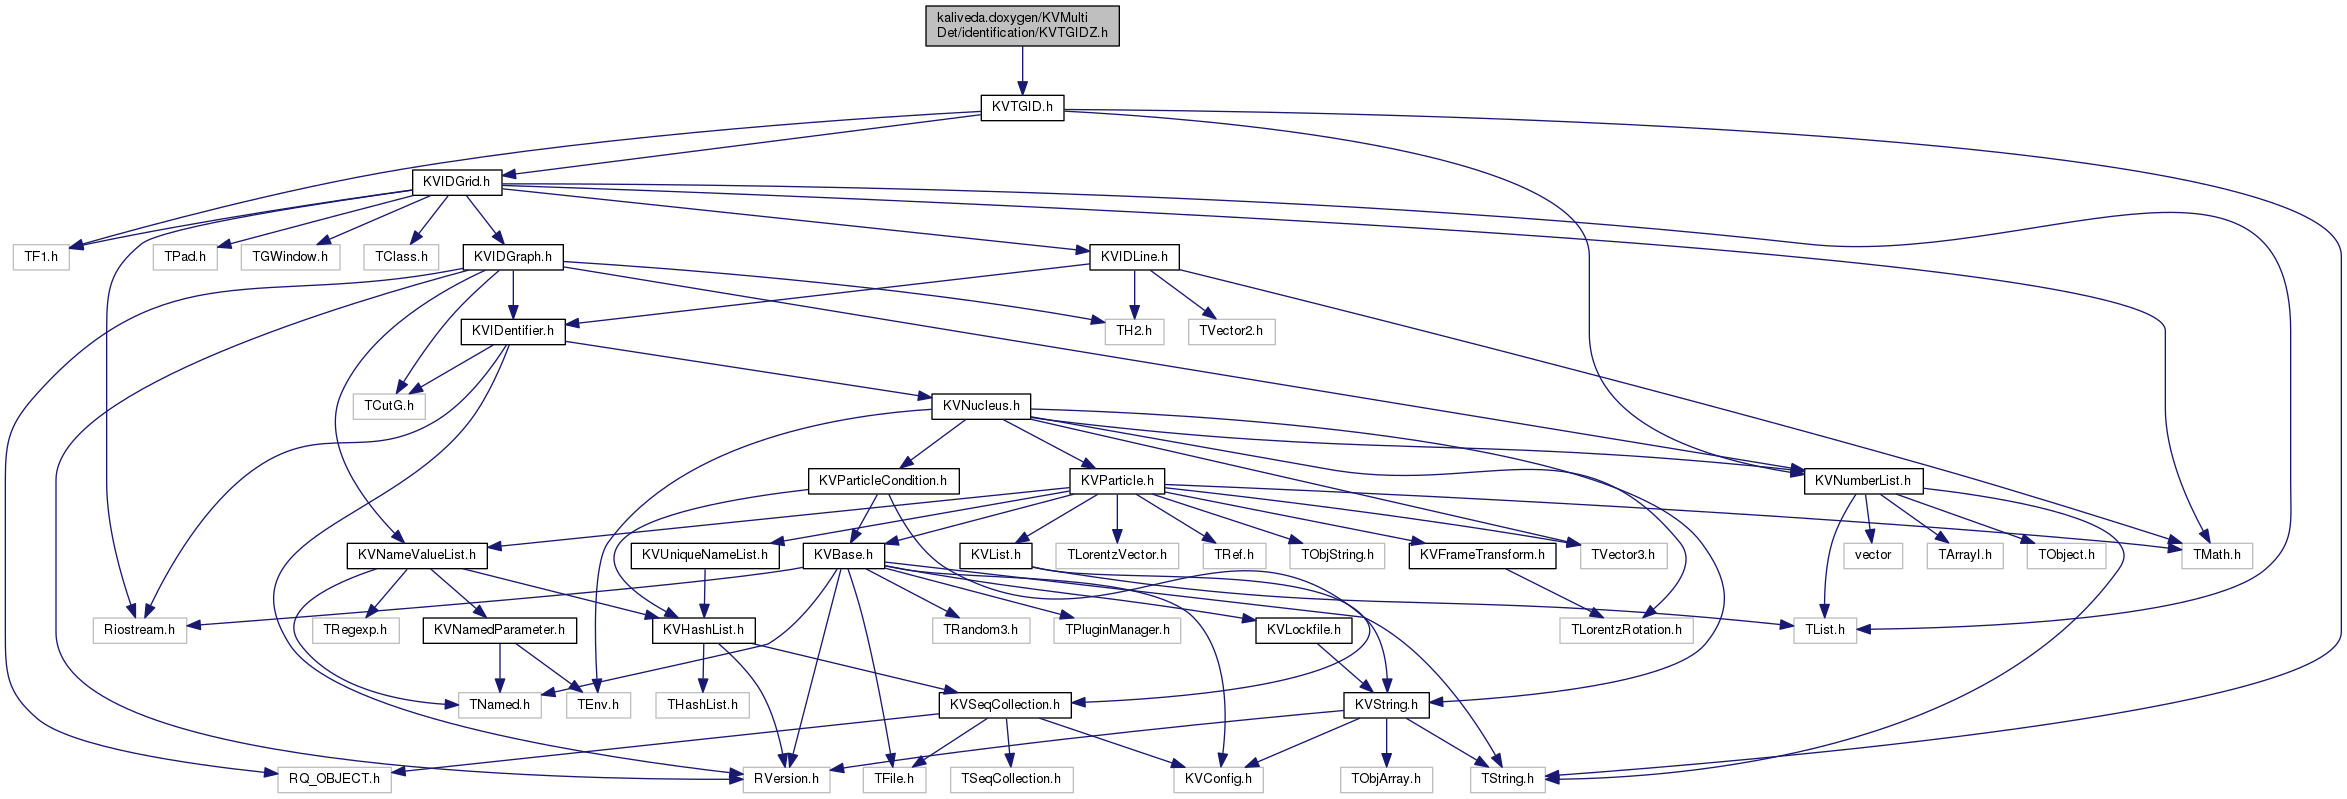 kaliveda.doxygen/KVMulti
Det/identification/KVTGIDZ.h
KVTGID.h
KVIDGrid.h
TF1.h
TPad.h
TGWindow.h
TClass.h
KVIDGraph.h
KVIDLine.h
KVIDentifier.h
TH2.h
TVector2.h
TCutG.h
KVNucleus.h
KVParticleCondition.h
KVParticle.h
KVNumberList.h
KVNameValueList.h
KVUniqueNameList.h
KVBase.h
KVList.h
TLorentzVector.h
TRef.h
TObjString.h
KVFrameTransform.h
TVector3.h
vector
TArrayI.h
TObject.h
TMath.h
Riostream.h
TRegexp.h
KVNamedParameter.h
KVHashList.h
TRandom3.h
TPluginManager.h
KVLockfile.h
TLorentzRotation.h
TList.h
TNamed.h
TEnv.h
THashList.h
KVSeqCollection.h
KVString.h
RQ_OBJECT.h
RVersion.h
TFile.h
TSeqCollection.h
KVConfig.h
TObjArray.h
TString.h